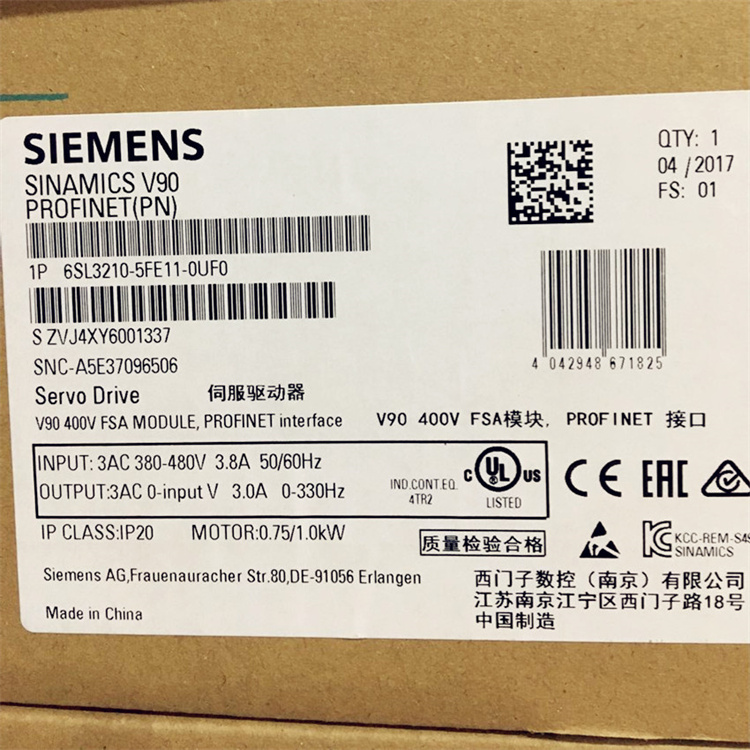 SIEMENS
SINAMICS V90
PROFINET(PN)
QTY: 1
04 / 2017
FS: 01
1P 6SL3210-5FE11-0UF0
S ZVJ4XY6001337
SNC-A5E37096506
4 042948 671825
Servo Drive 伺服驱动器
V90 400V FSA MODULE, PROFINET interface V90 400V FSA模块, PROFINET 接口
INPUT: 3AC 380-480V 3.8A 50/60Hz
OUTPUT:3AC 0-input V 3.0A 0-330Hz
IND.CONT.EQ.
4TR2
C UL US
LISTED
CE EAC
IP CLASS:IP20 MOTOR:0.75/1.0kW
质量检验合格
KCC-REM-S49
SINAMICS
Siemens AG,Frauenauracher Str.80,DE-91056 Erlangen
Made in China
西门子数控（南京）有限公司
江苏南京江宁区西门子路18号
中国制造